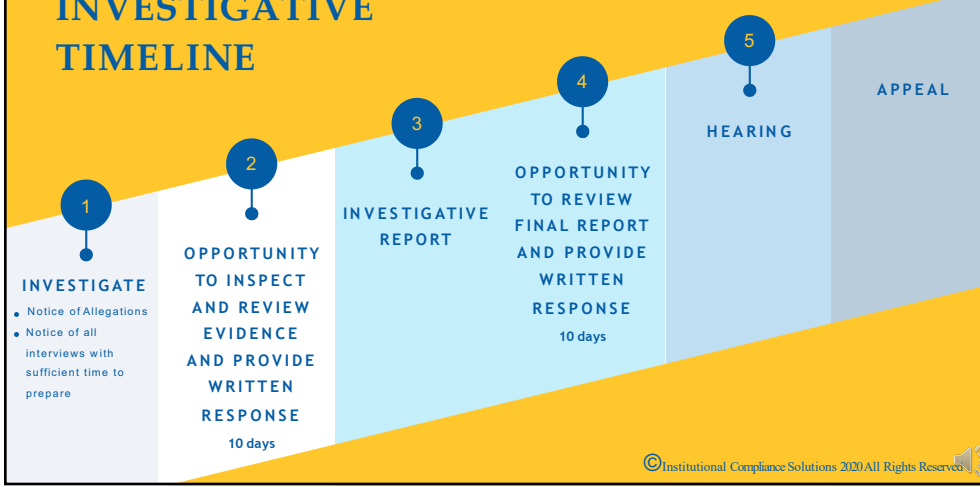 INVESTIGATIVE
TIMELINE
1
INVESTIGATE
Notice of Allegations
Notice of all
interviews with
sufficient time to
prepare
2
OPPORTUNITY
TO INSPECT
AND REVIEW
EVIDENCE
AND PROVIDE
WRITTEN
RESPONSE
10 days
3
INVESTIGATIVE
REPORT
4
OPPORTUNITY
TO REVIEW
FINAL REPORT
AND PROVIDE
WRITTEN
RESPONSE
10 days
5
HEARING
APPEAL
©Institutional Compliance Solutions 2020 All Rights Reserved